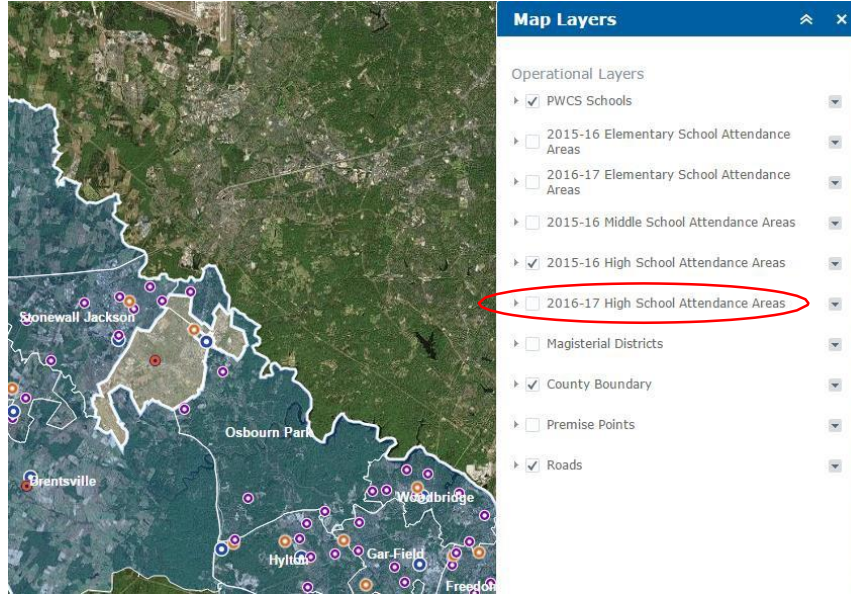 Map Layers
Operational Layers
PWCS Schools
2015-16 Elementary School Attendance
Areas
2016-17 Elementary School Attendance
Areas
2015-16 Middle School Attendance Areas
2015-16 High School Attendance Areas
2016-17 High School Attendance Areas
Magisterial Districts
County Boundary
Premise Points
Roads
Stonewall Jackson
Osbourn Park
Brentsville
Woodbridge
Hylton
Gar-Field
Freedom